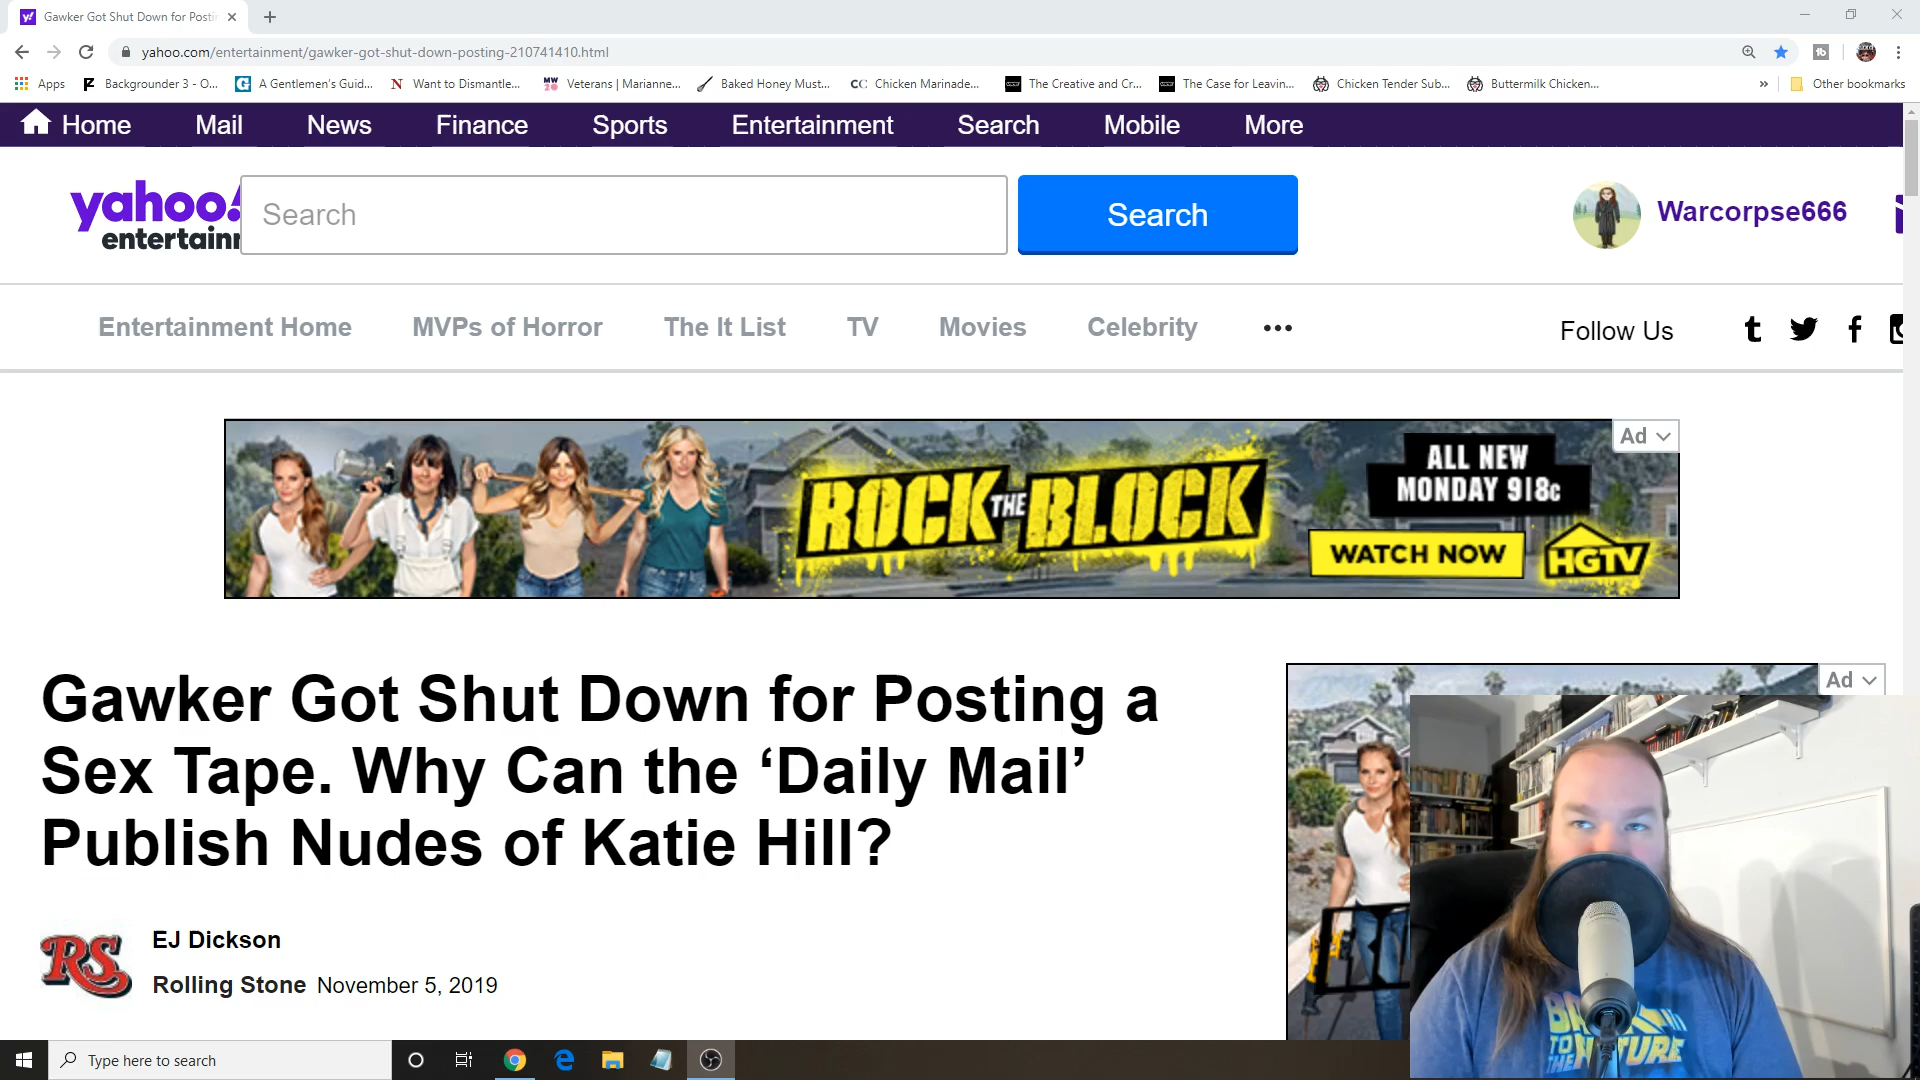 Gawker Got Shut Down for Postin
yahoo.com/entertainment/gawker-got-shut-down-posting-210741410.html
Apps
Backgrounder 3 - O...
A Gentlemen's Guid...
Want to Dismantle...
Veterans | Marianne...
Baked Honey Must...
Chicken Marinade...
The Creative and Cr...
The Case for Leavin...
Chicken Tender Sub...
Buttermilk Chicken...
»
Other bookmarks
Home
Mail
News
Finance
Sports
Entertainment
Search
Mobile
More
yahoo!
entertainm
Search
Search
Warcorpse666
Entertainment Home
MVPs of Horror
The It List
TV
Movies
Celebrity
•••
Follow Us
Ad
ROCK THE BLOCK
ALL NEW
MONDAY 9|8c
WATCH NOW
HGTV
Gawker Got Shut Down for Posting a
Sex Tape. Why Can the ‘Daily Mail’
Publish Nudes of Katie Hill?
Ad
RS
EJ Dickson
Rolling Stone November 5, 2019
BACK
TO
THE FUTURE
Type here to search